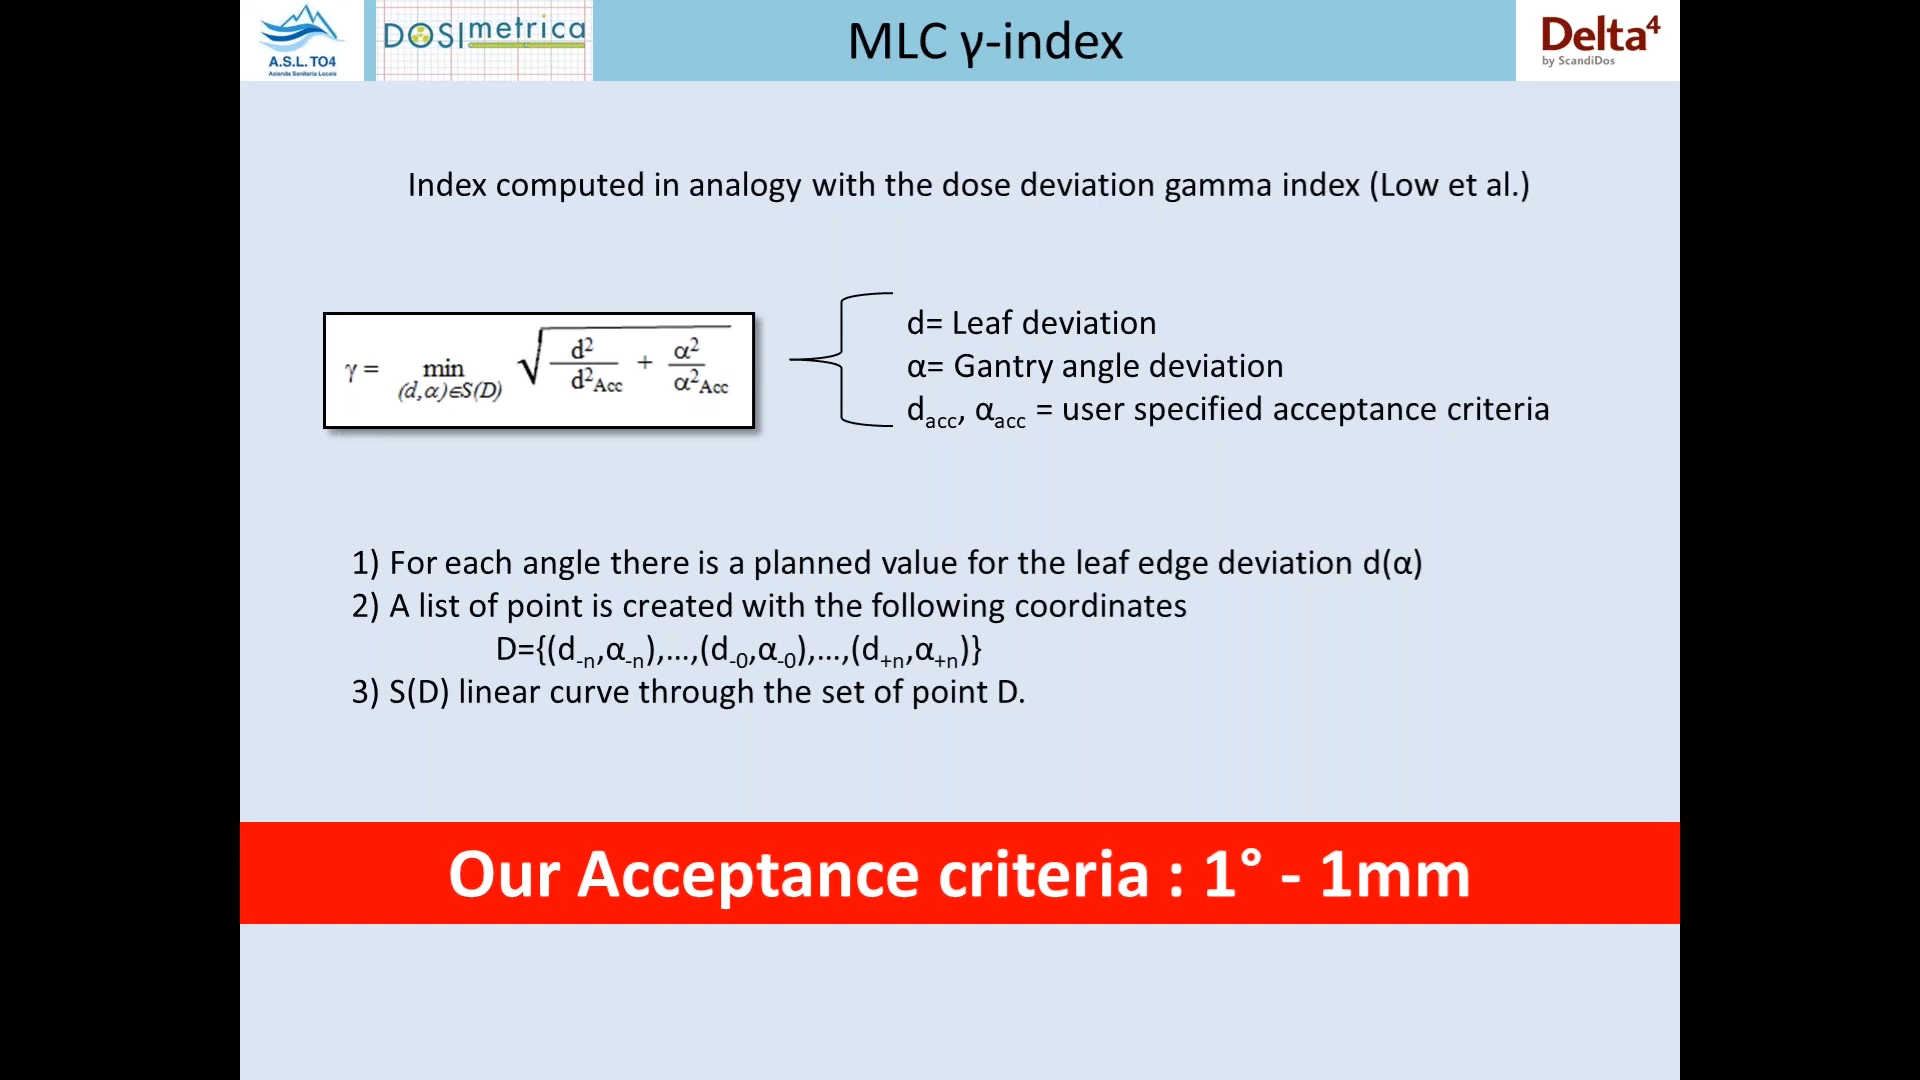 A.S.L. TO4
Azienda Sanitaria Locale
DOSImetrica
MLC γ-index
Delta4
by ScandiDos
Index computed in analogy with the dose deviation gamma index (Low et al.)
γ = min (d,α)∈S(D) √ d²/d²Acc + α²/α²Acc
d= Leaf deviation
α= Gantry angle deviation
dacc, αacc = user specified acceptance criteria
1) For each angle there is a planned value for the leaf edge deviation d(α)
2) A list of point is created with the following coordinates
D={(d-n,α-n),...,(d-0,α-0),...,(d+n,α+n)}
3) S(D) linear curve through the set of point D.
Our Acceptance criteria : 1° - 1mm